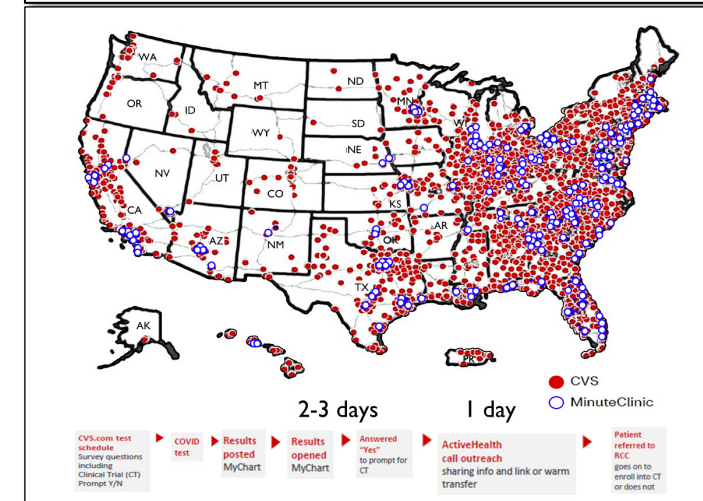 WA
MT
ND
MN
OR
ID
SD
WI
WY
NE
NV
UT
CO
KS
CA
AZ
NM
OK
AR
TX
AK
PR
CVS
MinuteClinic
2-3 days
1 day
CVS.com test
schedule
Survey questions
including
Clinical Trial (CT)
Prompt Y/N
COVID
test
Results
posted
MyChart
Results
opened
MyChart
Answered
"Yes"
to prompt for
CT
ActiveHealth
call outreach
sharing info and link or warm
transfer
Patient
referred to
RCC
goes on to
enroll into CT
or does not